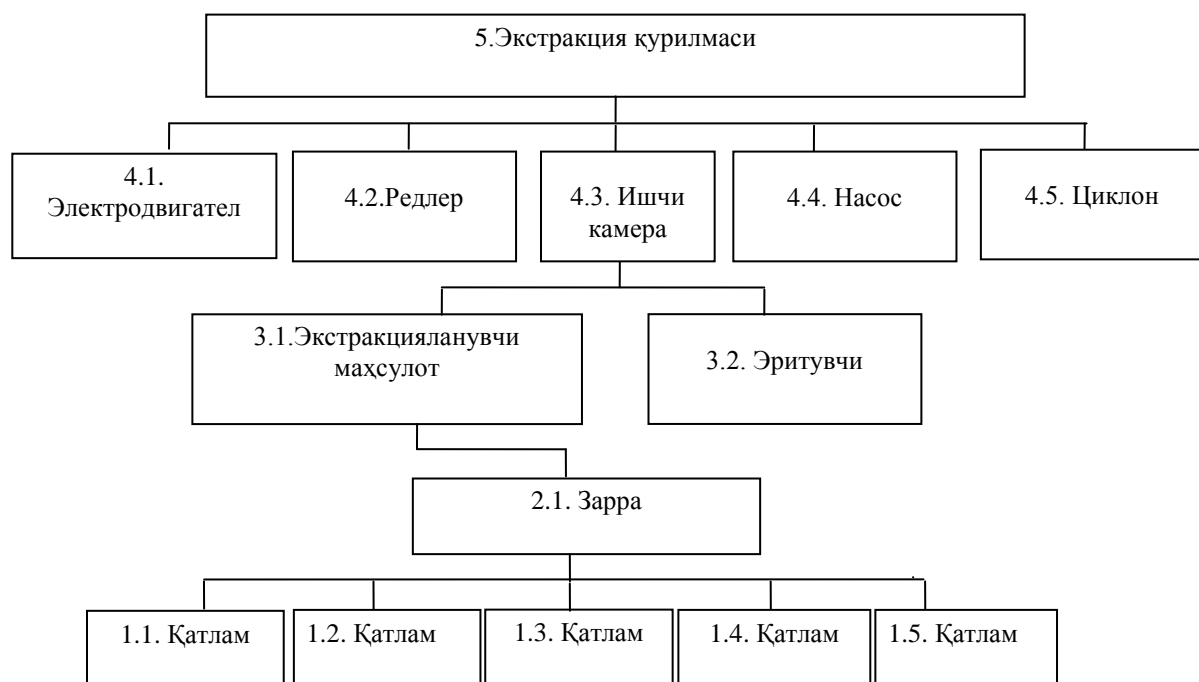 5.Экстракция қурилмаси
4.1.
Электродвигател
4.2.Редлер
4.3. Ишчи
камера
4.4. Насос
4.5. Циклон
3.1.Экстракцияланувчи
маҳсулот
3.2. Эритувчи
2.1. Зарра
1.1. Қатлам
1.2. Қатлам
1.3. Қатлам
1.4. Қатлам
1.5. Қатлам